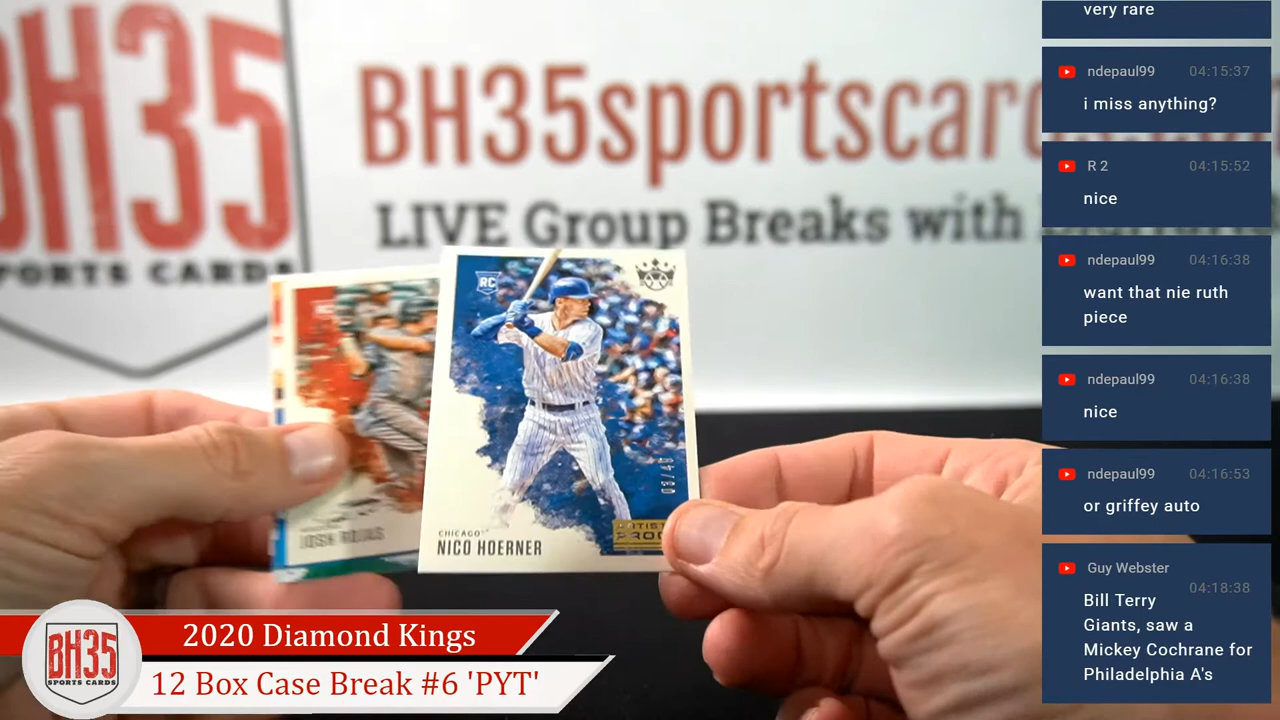 BH35
SPORTS CARDS
BH35sportscar
LIVE Group Breaks with
RC
CHICAGO
NICO HOERNER
JOSH ROJAS
2020 Diamond Kings
12 Box Case Break #6 'PYT'
BH35
SPORTS CARDS
very rare
ndepaul99 04:15:37
i miss anything?
R 2 04:15:52
nice
ndepaul99 04:16:38
want that nie ruth
piece
ndepaul99 04:16:38
nice
ndepaul99 04:16:53
or griffey auto
Guy Webster 04:18:38
Bill Terry
Giants, saw a
Mickey Cochrane for
Philadelphia A's